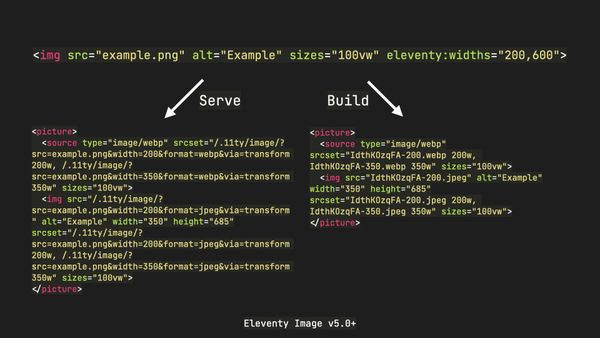 <img src="example.png" alt="Example" sizes="100vw" eleventy:widths="200,600">
Serve
Build
<picture>
<source type="image/webp" srcset="/.11ty/image/?
src=example.png&width=200&format=webp&via=transform
200w, /.11ty/image/?
src=example.png&width=350&format=webp&via=transform
350w" sizes="100vw">
<img src="/.11ty/image/?
src=example.png&width=200&format=jpeg&via=transform
" alt="Example" width="350" height="685"
srcset="/.11ty/image/?
src=example.png&width=200&format=jpeg&via=transform
200w, /.11ty/image/?
src=example.png&width=350&format=jpeg&via=transform
350w" sizes="100vw">
</picture>
<picture>
<source type="image/webp"
srcset="IdthKOzqFA-200.webp 200w,
IdthKOzqFA-350.webp 350w" sizes="100vw">
<img src="IdthKOzqFA-200.jpeg" alt="Example"
width="350" height="685"
srcset="IdthKOzqFA-200.jpeg 200w,
IdthKOzqFA-350.jpeg 350w" sizes="100vw">
</picture>
Eleventy Image v5.0+